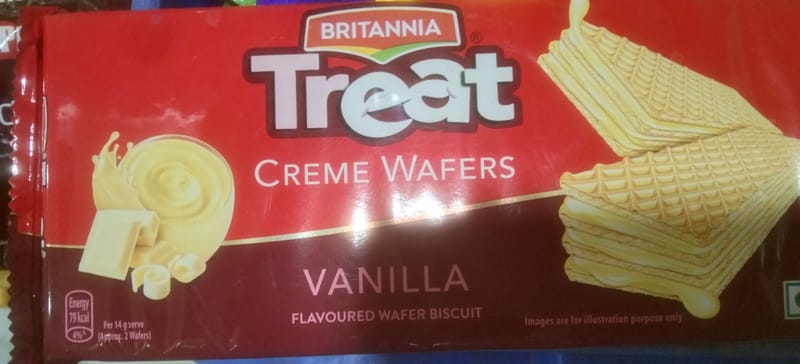 BRITANNIA
Treat
®
CREME WAFERS
VANILLA
FLAVOURED WAFER BISCUIT
Energy
79 kcal
4%*
Per 14 g serve
(Approx. 2 Wafers)
Images are for illustration purpose only